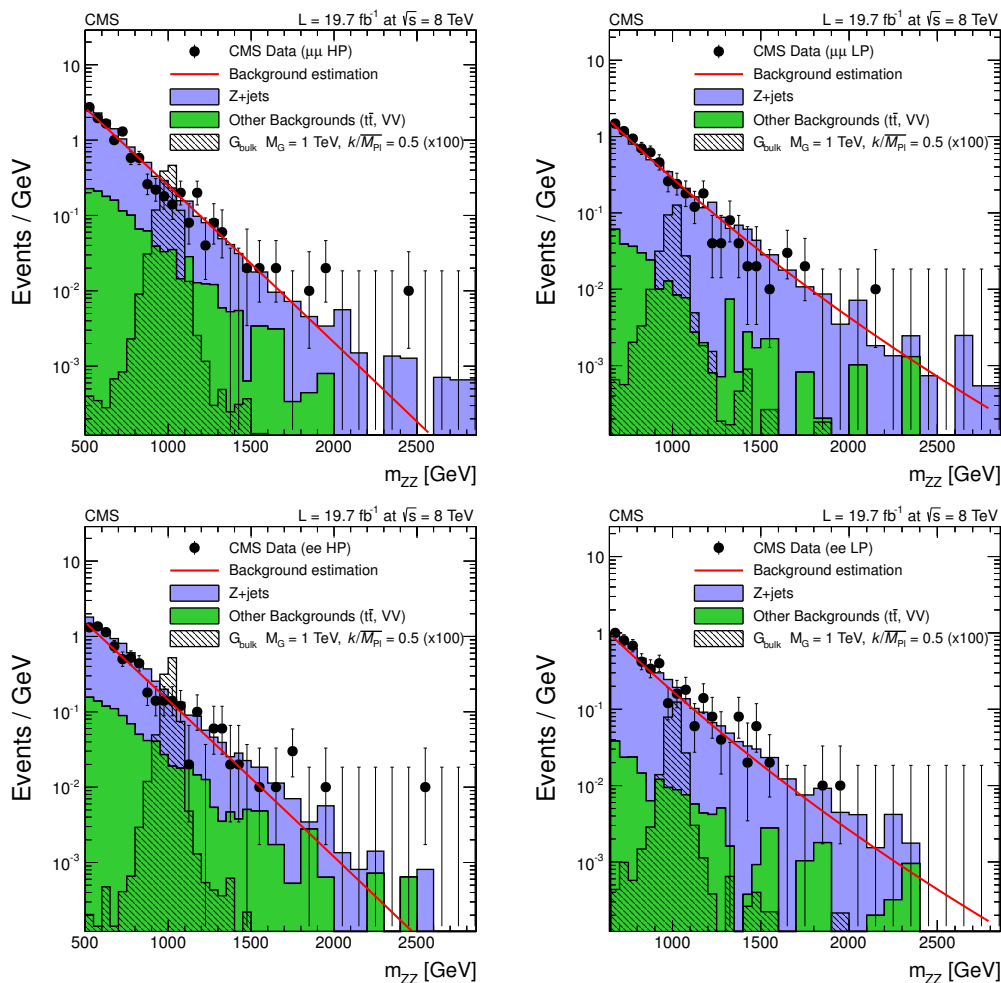 CMS L = 19.7 fb⁻¹ at √s = 8 TeV
CMS Data (μμ HP)
Background estimation
Z+jets
Other Backgrounds (tt̅, VV)
G_bulk M_G = 1 TeV, k/M̅_Pl = 0.5 (x100)
10
1
10⁻¹
10⁻²
10⁻³
Events / GeV
500 1000 1500 2000 2500
m_ZZ [GeV]
CMS L = 19.7 fb⁻¹ at √s = 8 TeV
CMS Data (μμ LP)
Background estimation
Z+jets
Other Backgrounds (tt̅, VV)
G_bulk M_G = 1 TeV, k/M̅_Pl = 0.5 (x100)
10
1
10⁻¹
10⁻²
10⁻³
Events / GeV
1000 1500 2000 2500
m_ZZ [GeV]
CMS L = 19.7 fb⁻¹ at √s = 8 TeV
CMS Data (ee HP)
Background estimation
Z+jets
Other Backgrounds (tt̅, VV)
G_bulk M_G = 1 TeV, k/M̅_Pl = 0.5 (x100)
10
1
10⁻¹
10⁻²
10⁻³
Events / GeV
500 1000 1500 2000 2500
m_ZZ [GeV]
CMS L = 19.7 fb⁻¹ at √s = 8 TeV
CMS Data (ee LP)
Background estimation
Z+jets
Other Backgrounds (tt̅, VV)
G_bulk M_G = 1 TeV, k/M̅_Pl = 0.5 (x100)
10
1
10⁻¹
10⁻²
10⁻³
Events / GeV
1000 1500 2000 2500
m_ZZ [GeV]